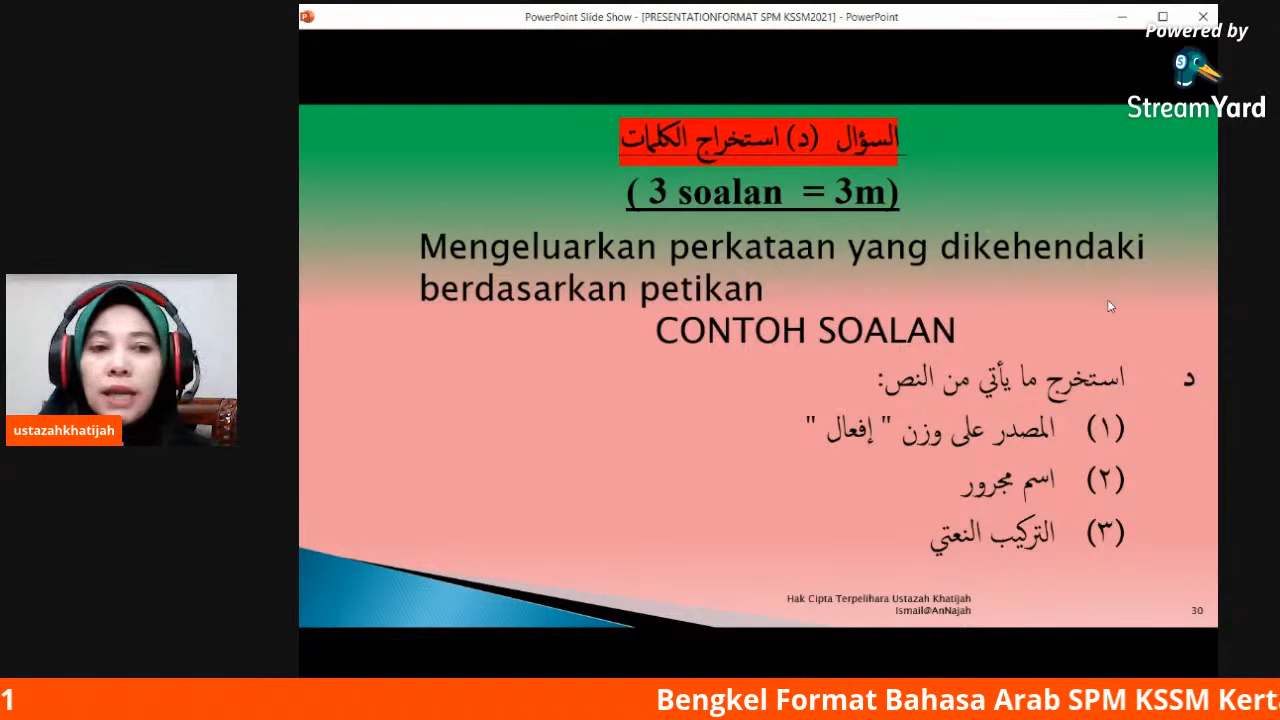 PowerPoint Slide Show - [PRESENTATIONFORMAT SPM KSSM2021] - PowerPoint
Powered by
StreamYard
السؤال (د) استخراج الكلمات
( 3 soalan = 3m)
Mengeluarkan perkataan yang dikehendaki
berdasarkan petikan
CONTOH SOALAN
د استخرج ما يأتي من النص:
(١) المصدر على وزن " إفعال "
(٢) اسم مجرور
(٣) التركيب النعتي
ustazahkhatijah
Hak Cipta Terpelihara Ustazah Khatijah
Ismail@AnNajah
30
1 Bengkel Format Bahasa Arab SPM KSSM Kert